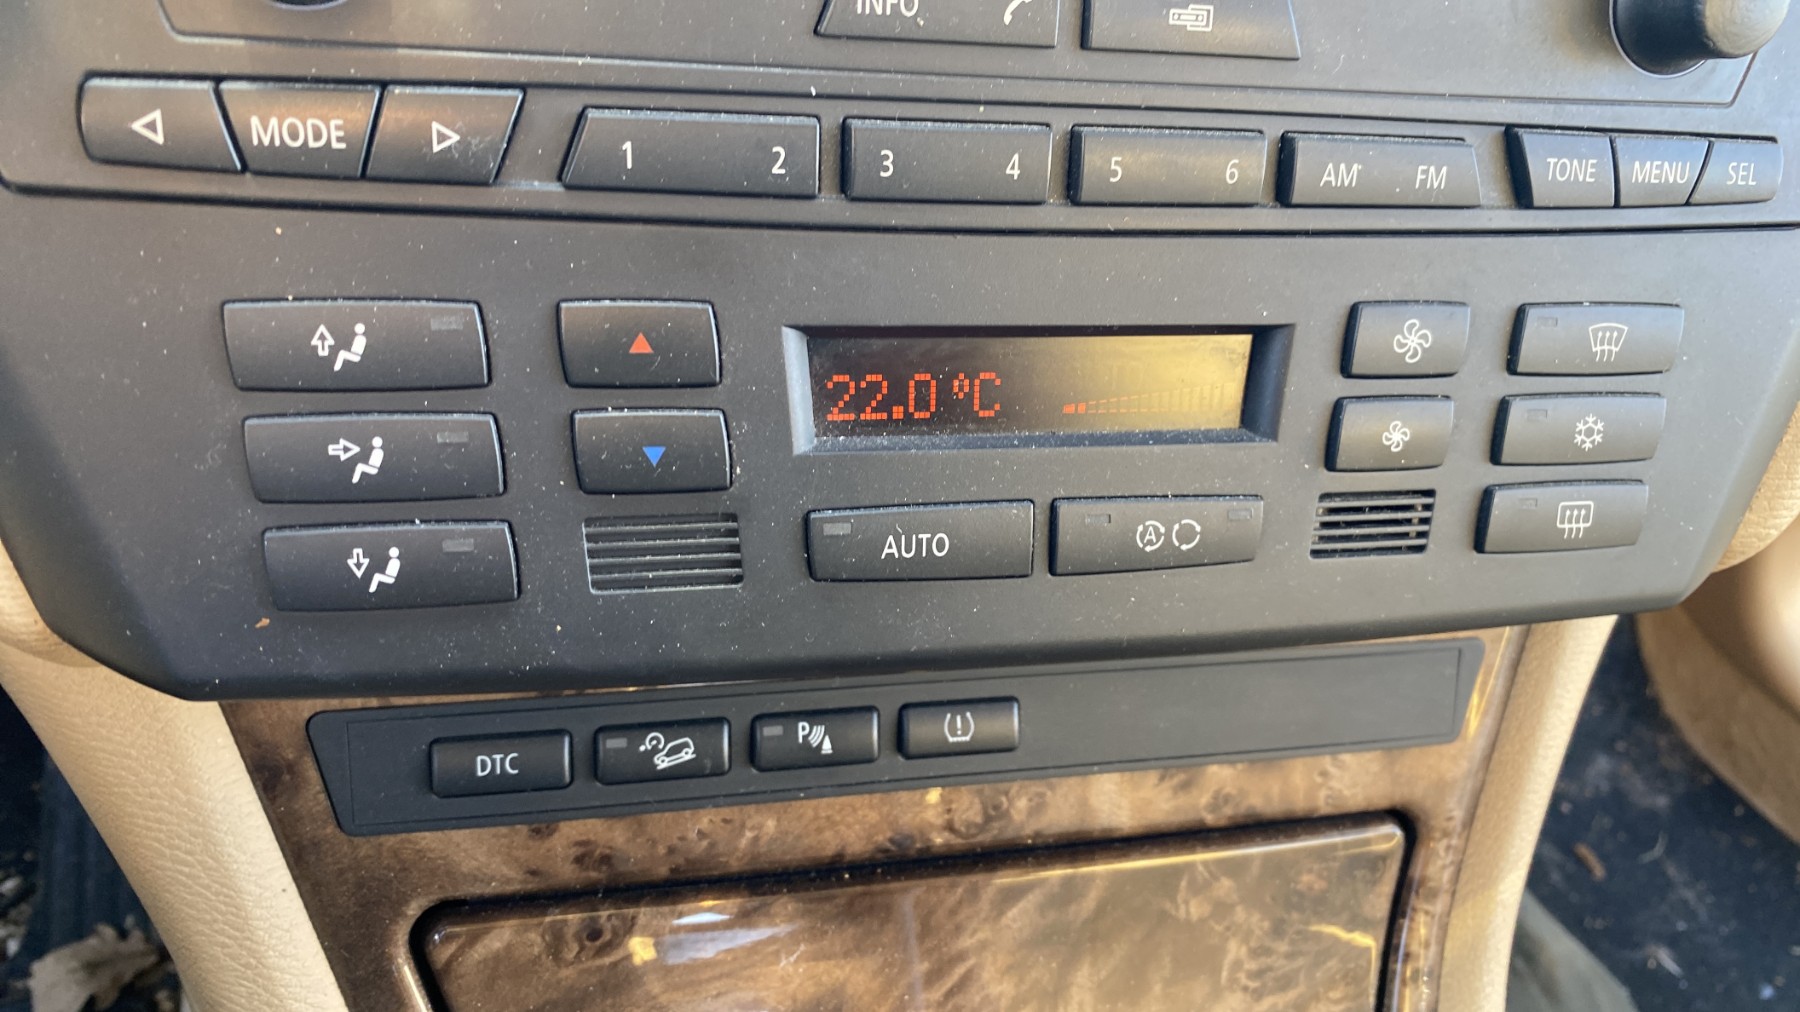 INFO
MODE 1 2 3 4 5 6 AM FM TONE MENU SEL
22.0 °C
AUTO A
DTC P